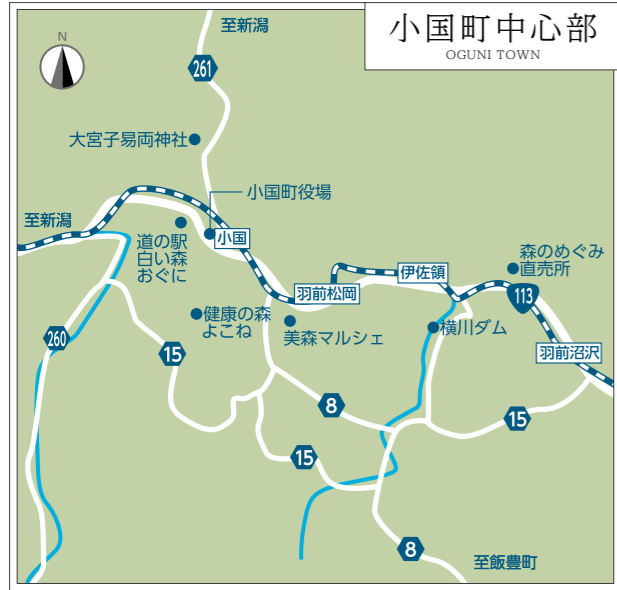 小国町中心部
OGUNI TOWN
N
至新潟
261
大宮子易両神社
小国町役場
至新潟
道の駅
白い森
おぐに
小国
森のめぐみ
直売所
伊佐領
羽前松岡
113
健康の森
よこね
美森マルシェ
横川ダム
260
15
羽前沼沢
8
15
15
8
至飯豊町